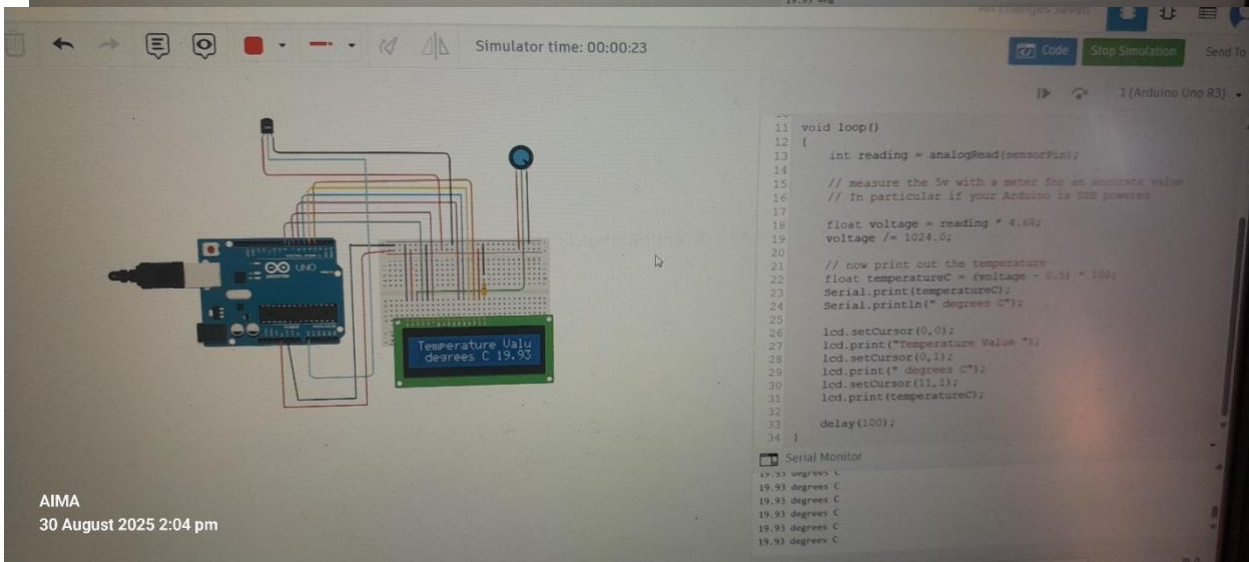 All changes saved
Simulator time: 00:00:23
Code
Stop Simulation
Send To
1 (Arduino Uno R3)
11 void loop()
12 {
13 int reading = analogRead(sensorPin);
14
15 // measure the 5v with a meter for an accurate value
16 // In particular if your Arduino is USB powered
17
18 float voltage = reading * 4.68;
19 voltage /= 1024.0;
20
21 // now print out the temperature
22 float temperatureC = (voltage - 0.5) * 100;
23 Serial.print(temperatureC);
24 Serial.println(" degrees C");
25
26 lcd.setCursor(0,0);
27 lcd.print("Temperature Value ");
28 lcd.setCursor(0,1);
29 lcd.print(" degrees C");
30 lcd.setCursor(11,1);
31 lcd.print(temperatureC);
32
33 delay(100);
34 }
UNO
Temperature Valu
degrees C 19.93
Serial Monitor
19.93 degrees C
19.93 degrees C
19.93 degrees C
19.93 degrees C
19.93 degrees C
AIMA
30 August 2025 2:04 pm